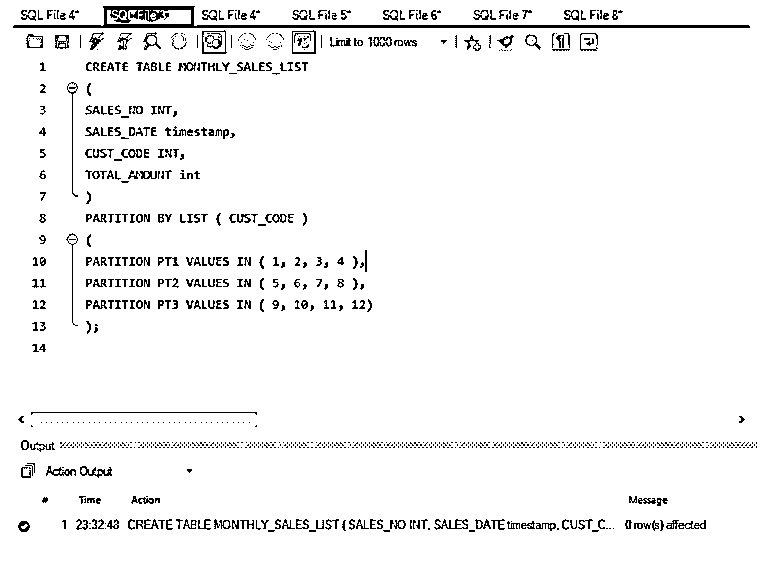 SQL File 4* SQL File 3* SQL File 4* SQL File 5* SQL File 6* SQL File 7* SQL File 8*
Limit to 1000 rows
1 CREATE TABLE MONTHLY_SALES_LIST
2 (
3 SALES_NO INT,
4 SALES_DATE timestamp,
5 CUST_CODE INT,
6 TOTAL_AMOUNT int
7 )
8 PARTITION BY LIST ( CUST_CODE )
9 (
10 PARTITION PT1 VALUES IN ( 1, 2, 3, 4 ),
11 PARTITION PT2 VALUES IN ( 5, 6, 7, 8 ),
12 PARTITION PT3 VALUES IN ( 9, 10, 11, 12)
13 );
14
Output
Action Output
# Time Action Message
1 23:32:43 CREATE TABLE MONTHLY_SALES_LIST ( SALES_NO INT, SALES_DATE timestamp, CUST_C... 0 row(s) affected